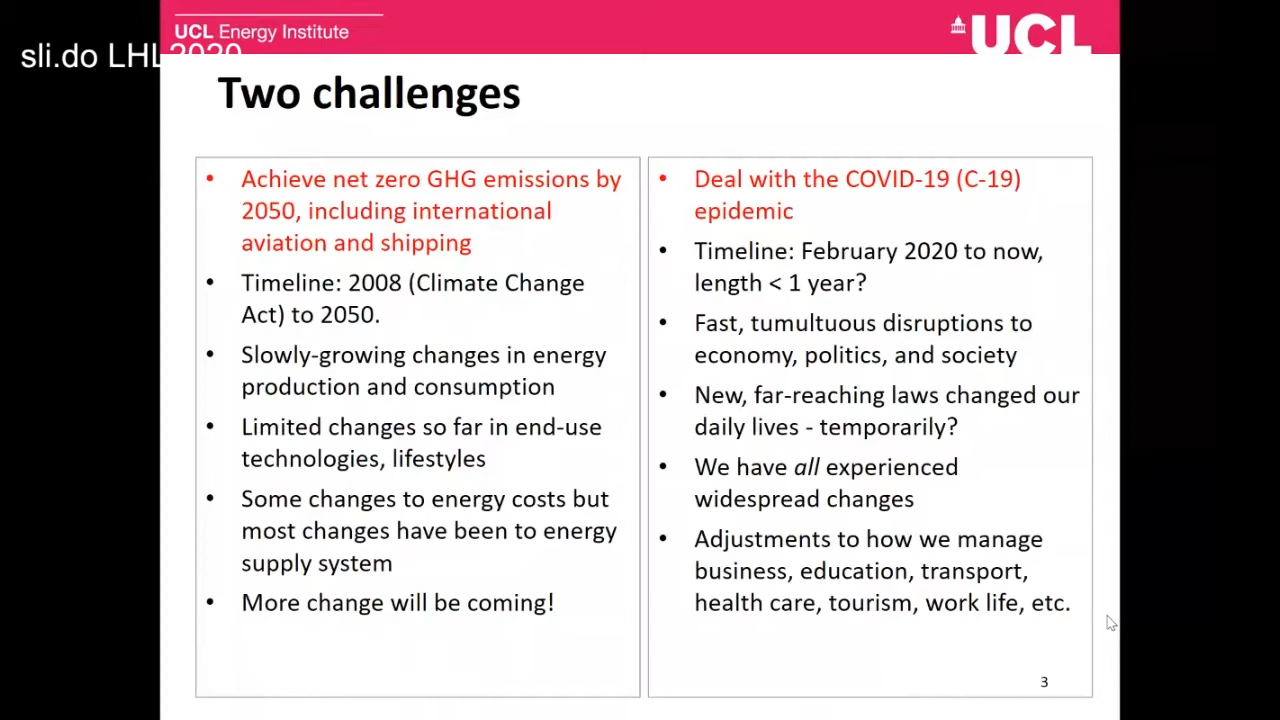 UCL Energy Institute
UCL
sli.do LHL 2020
Two challenges
• Achieve net zero GHG emissions by
2050, including international
aviation and shipping
• Timeline: 2008 (Climate Change
Act) to 2050.
• Slowly-growing changes in energy
production and consumption
• Limited changes so far in end-use
technologies, lifestyles
• Some changes to energy costs but
most changes have been to energy
supply system
• More change will be coming!
• Deal with the COVID-19 (C-19)
epidemic
• Timeline: February 2020 to now,
length < 1 year?
• Fast, tumultuous disruptions to
economy, politics, and society
• New, far-reaching laws changed our
daily lives - temporarily?
• We have all experienced
widespread changes
• Adjustments to how we manage
business, education, transport,
health care, tourism, work life, etc.
3